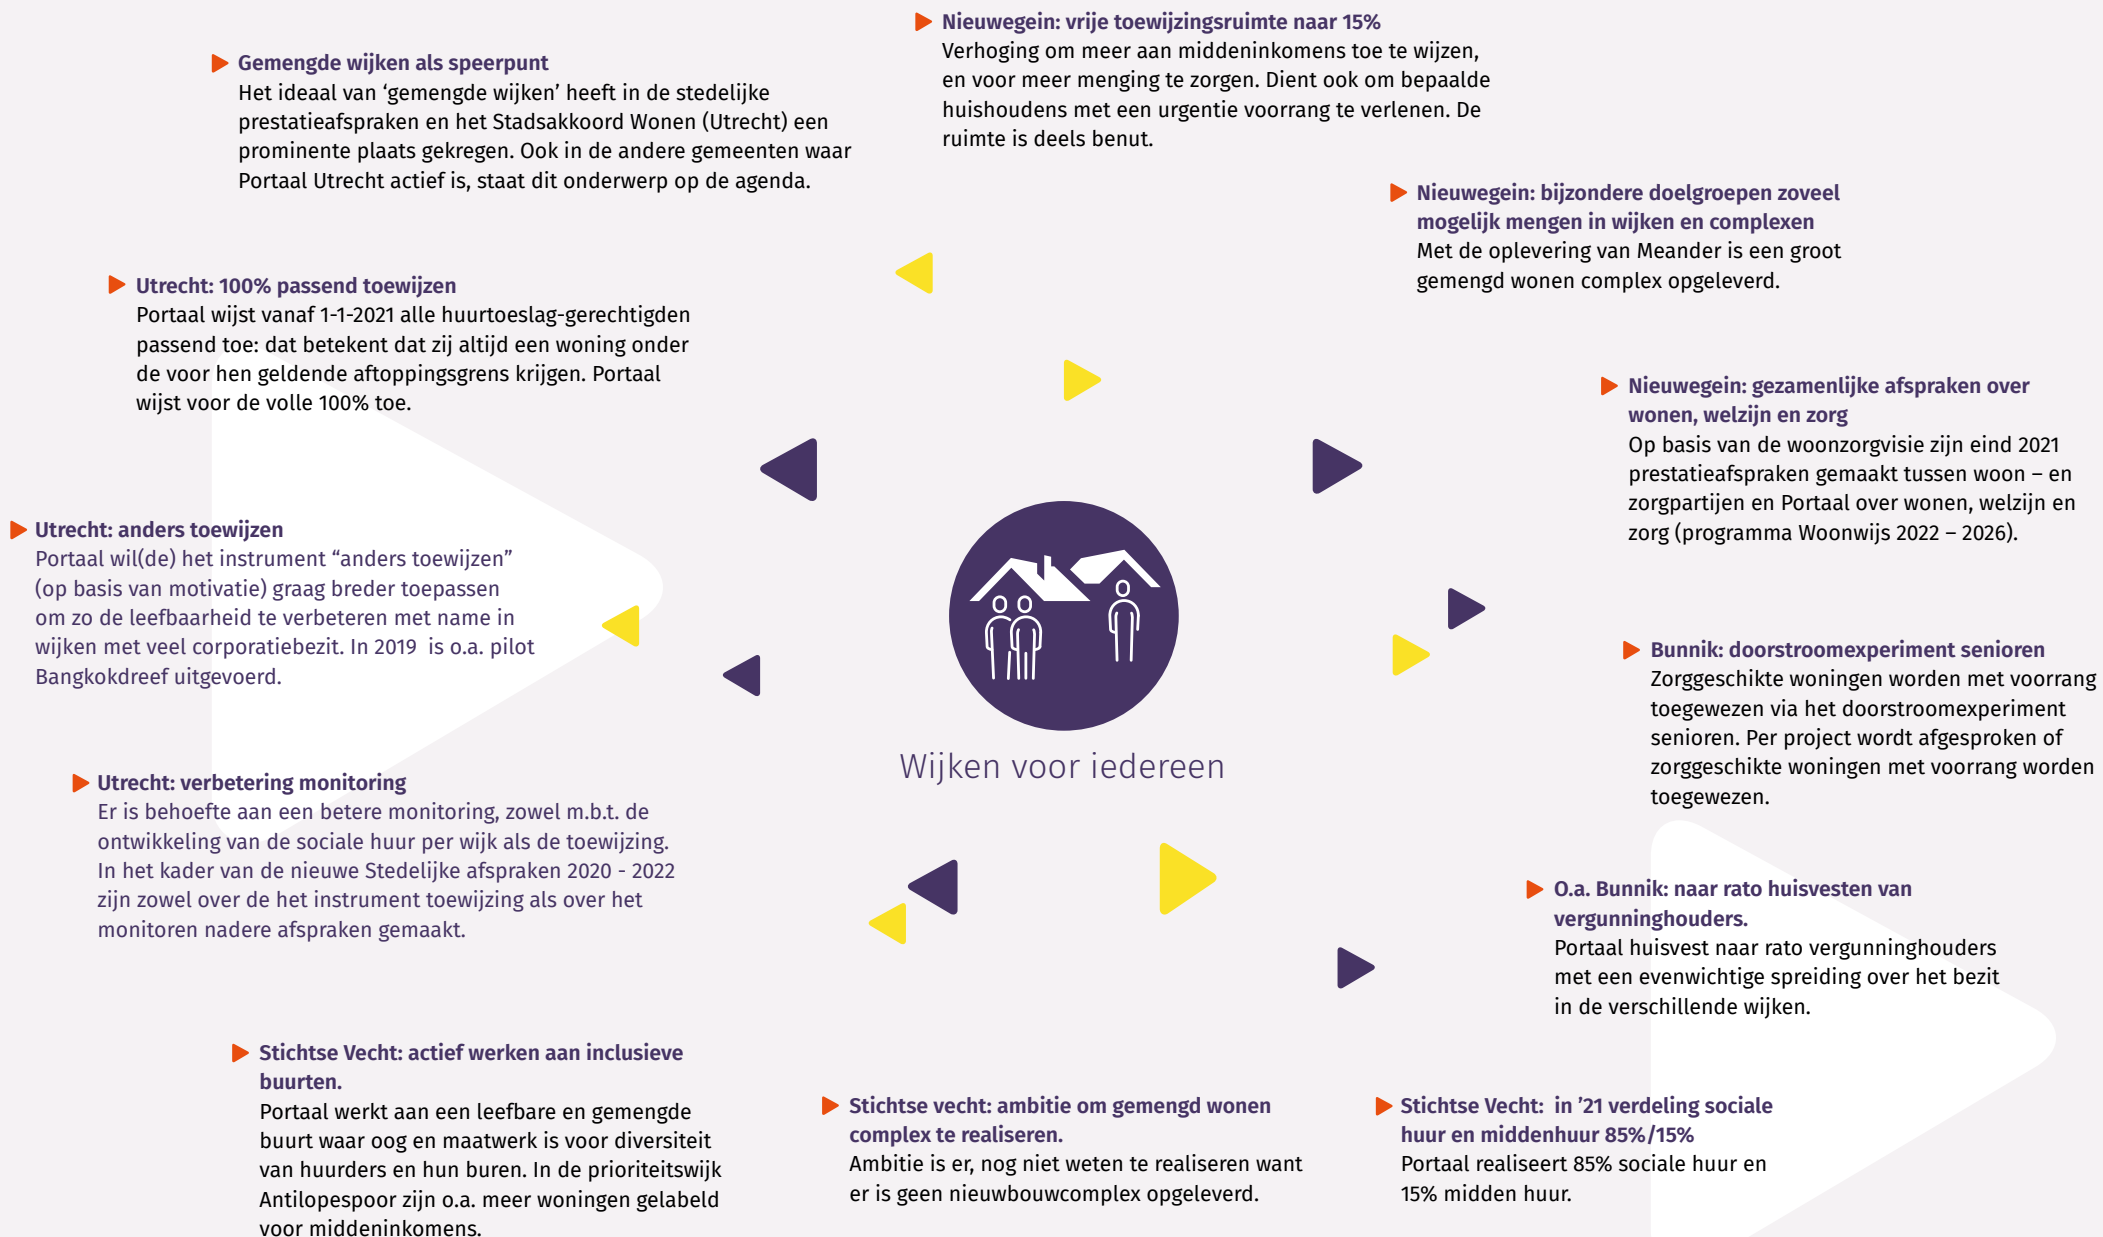 Nieuwegein: vrije toewijzingsruimte naar 15%
Verhoging om meer aan middeninkomens toe te wijzen,
en voor meer menging te zorgen. Dient ook om bepaalde
huishoudens met een urgentie voorrang te verlenen. De
ruimte is deels benut.
Gemengde wijken als speerpunt
Het ideaal van ‘gemengde wijken’ heeft in de stedelijke
prestatieafspraken en het Stadsakkoord Wonen (Utrecht) een
prominente plaats gekregen. Ook in de andere gemeenten waar
Portaal Utrecht actief is, staat dit onderwerp op de agenda.
Nieuwegein: bijzondere doelgroepen zoveel
mogelijk mengen in wijken en complexen
Met de oplevering van Meander is een groot
gemengd wonen complex opgeleverd.
Utrecht: 100% passend toewijzen
Portaal wijst vanaf 1-1-2021 alle huurtoeslag-gerechtigden
passend toe: dat betekent dat zij altijd een woning onder
de voor hen geldende aftoppingsgrens krijgen. Portaal
wijst voor de volle 100% toe.
Nieuwegein: gezamenlijke afspraken over
wonen, welzijn en zorg
Op basis van de woonzorgvisie zijn eind 2021
prestatieafspraken gemaakt tussen woon – en
zorgpartijen en Portaal over wonen, welzijn en
zorg (programma Woonwijs 2022 – 2026).
Utrecht: anders toewijzen
Portaal wil(de) het instrument “anders toewijzen”
(op basis van motivatie) graag breder toepassen
om zo de leefbaarheid te verbeteren met name in
wijken met veel corporatiebezit. In 2019  is o.a. pilot
Bangkokdreef uitgevoerd.
Bunnik: doorstroomexperiment senioren
Zorggeschikte woningen worden met voorrang
toegewezen via het doorstroomexperiment
senioren. Per project wordt afgesproken of
zorggeschikte woningen met voorrang worden
toegewezen.
Wijken voor iedereen
Utrecht: verbetering monitoring
Er is behoefte aan een betere monitoring, zowel m.b.t. de
ontwikkeling van de sociale huur per wijk als de toewijzing.
In het kader van de nieuwe Stedelijke afspraken 2020 - 2022
zijn zowel over de het instrument toewijzing als over het
monitoren nadere afspraken gemaakt.
O.a. Bunnik: naar rato huisvesten van
vergunninghouders.
Portaal huisvest naar rato vergunninghouders
met een evenwichtige spreiding over het bezit
in de verschillende wijken.
Stichtse Vecht: actief werken aan inclusieve
buurten.
Portaal werkt aan een leefbare en gemengde
buurt waar oog en maatwerk is voor diversiteit
van huurders en hun buren. In de prioriteitswijk
Antilopespoor zijn o.a. meer woningen gelabeld
voor middeninkomens.
Stichtse vecht: ambitie om gemengd wonen
complex te realiseren.
Ambitie is er, nog niet weten te realiseren want
er is geen nieuwbouwcomplex opgeleverd.
Stichtse Vecht:  in ’21 verdeling sociale
huur en middenhuur 85%/15%
Portaal realiseert 85% sociale huur en
15% midden huur.